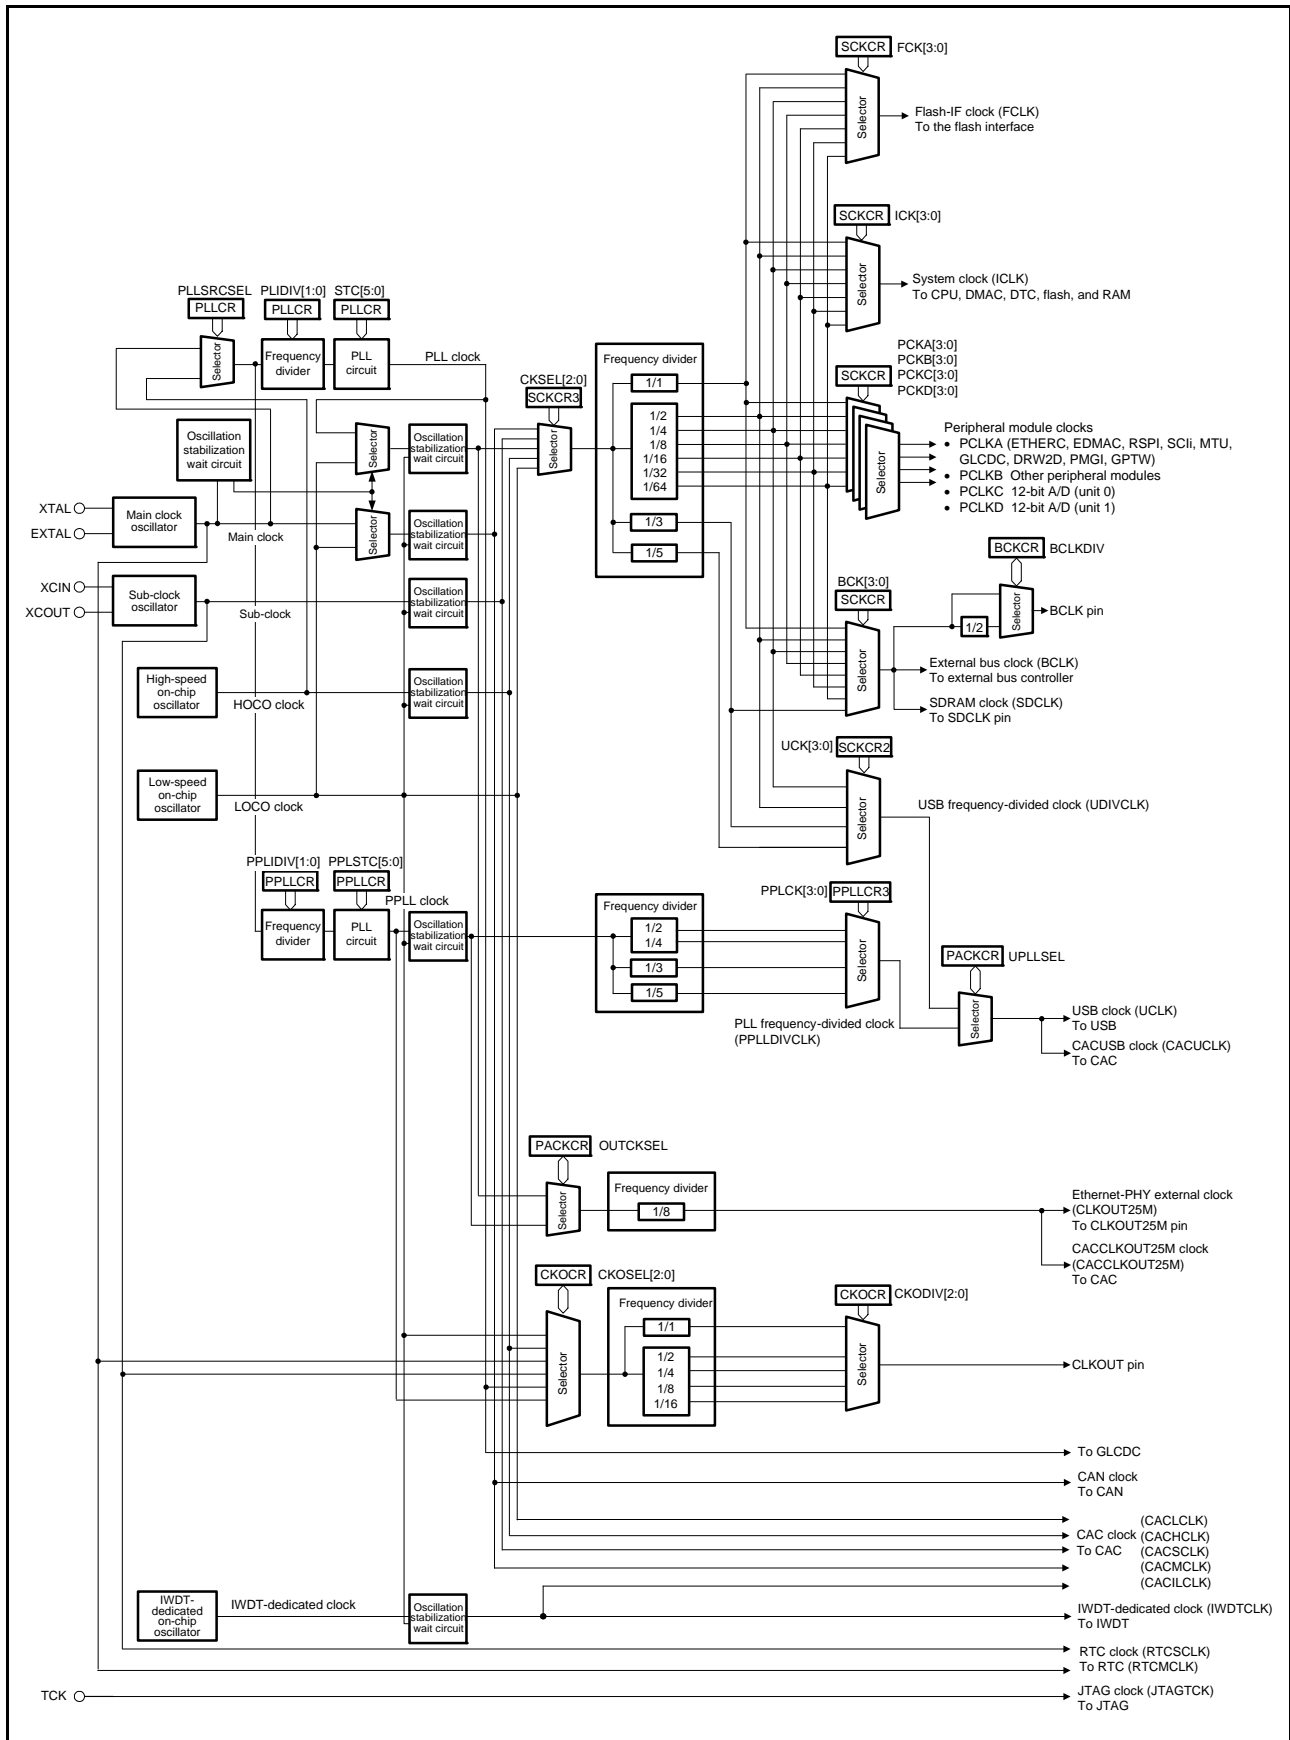 SCKCR FCK[3:0]
Selector
Flash-IF clock (FCLK)
To the flash interface
SCKCR ICK[3:0]
Selector
System clock (ICLK)
To CPU, DMAC, DTC, flash, and RAM
PLLSRCSEL PLIDIV[1:0] STC[5:0]
PLLCR PLLCR PLLCR
Selector
Frequency
divider
PLL
circuit
PLL clock
CKSEL[2:0]
SCKCR3
Selector
Frequency divider
1/1
1/2
1/4
1/8
1/16
1/32
1/64
1/3
1/5
PCKA[3:0]
PCKB[3:0]
SCKCR PCKC[3:0]
PCKD[3:0]
Selector
Peripheral module clocks
• PCLKA (ETHERC, EDMAC, RSPI, SCIi, MTU,
GLCDC, DRW2D, PMGI, GPTW)
• PCLKB Other peripheral modules
• PCLKC 12-bit A/D (unit 0)
• PCLKD 12-bit A/D (unit 1)
Oscillation
stabilization
wait circuit
Selector
Oscillation
stabilization
wait circuit
XTAL
EXTAL
Main clock
oscillator
Main clock
Selector
Oscillation
stabilization
wait circuit
XCIN
XCOUT
Sub-clock
oscillator
Sub-clock
Oscillation
stabilization
wait circuit
BCKCR BCLKDIV
BCK[3:0]
SCKCR
Selector
1/2
Selector
BCLK pin
External bus clock (BCLK)
To external bus controller
SDRAM clock (SDCLK)
To SDCLK pin
High-speed
on-chip
oscillator
HOCO clock
Oscillation
stabilization
wait circuit
UCK[3:0] SCKCR2
Selector
USB frequency-divided clock (UDIVCLK)
Low-speed
on-chip
oscillator
LOCO clock
PPLIDIV[1:0] PPLSTC[5:0]
PPLLCR PPLLCR
PPLL clock
Frequency
divider
PLL
circuit
Oscillation
stabilization
wait circuit
Frequency divider
1/2
1/4
1/3
1/5
PPLCK[3:0] PPLLCR3
Selector
PLL frequency-divided clock
(PPLLDIVCLK)
PACKCR UPLLSEL
Selector
USB clock (UCLK)
To USB
CACUSB clock (CACUCLK)
To CAC
PACKCR OUTCKSEL
Selector
Frequency divider
1/8
Ethernet-PHY external clock
(CLKOUT25M)
To CLKOUT25M pin
CACCLKOUT25M clock
(CACCLKOUT25M)
To CAC
CKOCR CKOSEL[2:0]
Selector
Frequency divider
1/1
1/2
1/4
1/8
1/16
CKOCR CKODIV[2:0]
Selector
CLKOUT pin
To GLCDC
CAN clock
To CAN
(CACLCLK)
CAC clock (CACHCLK)
To CAC (CACSCLK)
(CACMCLK)
(CACILCLK)
IWDT-
dedicated
on-chip
oscillator
IWDT-dedicated clock
Oscillation
stabilization
wait circuit
IWDT-dedicated clock (IWDTCLK)
To IWDT
RTC clock (RTCSCLK)
To RTC (RTCMCLK)
TCK
JTAG clock (JTAGTCK)
To JTAG